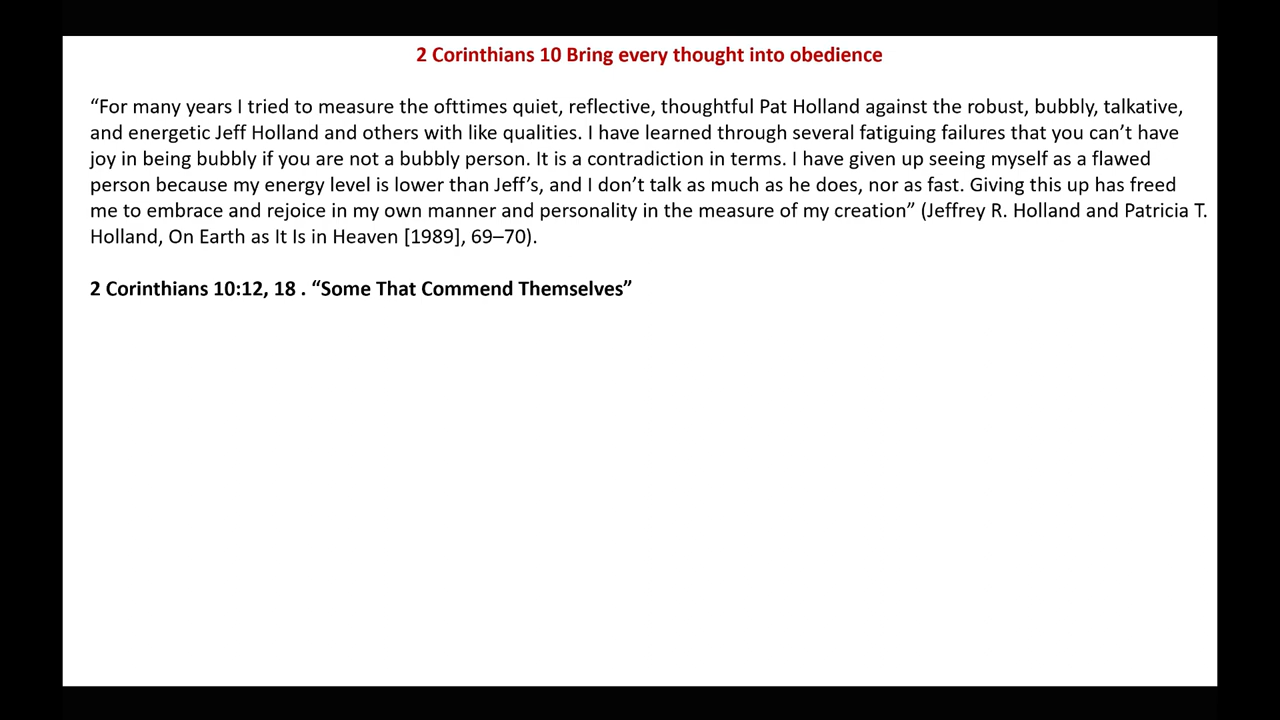 2 Corinthians 10 Bring every thought into obedience
“For many years I tried to measure the ofttimes quiet, reflective, thoughtful Pat Holland against the robust, bubbly, talkative,
and energetic Jeff Holland and others with like qualities. I have learned through several fatiguing failures that you can’t have
joy in being bubbly if you are not a bubbly person. It is a contradiction in terms. I have given up seeing myself as a flawed
person because my energy level is lower than Jeff’s, and I don’t talk as much as he does, nor as fast. Giving this up has freed
me to embrace and rejoice in my own manner and personality in the measure of my creation” (Jeffrey R. Holland and Patricia T.
Holland, On Earth as It Is in Heaven [1989], 69–70).
2 Corinthians 10:12, 18 . “Some That Commend Themselves”